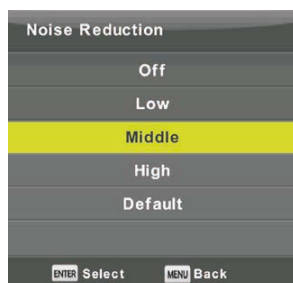 Noise Reduction
Off
Low
Middle
High
Default
ENTER Select MENU Back